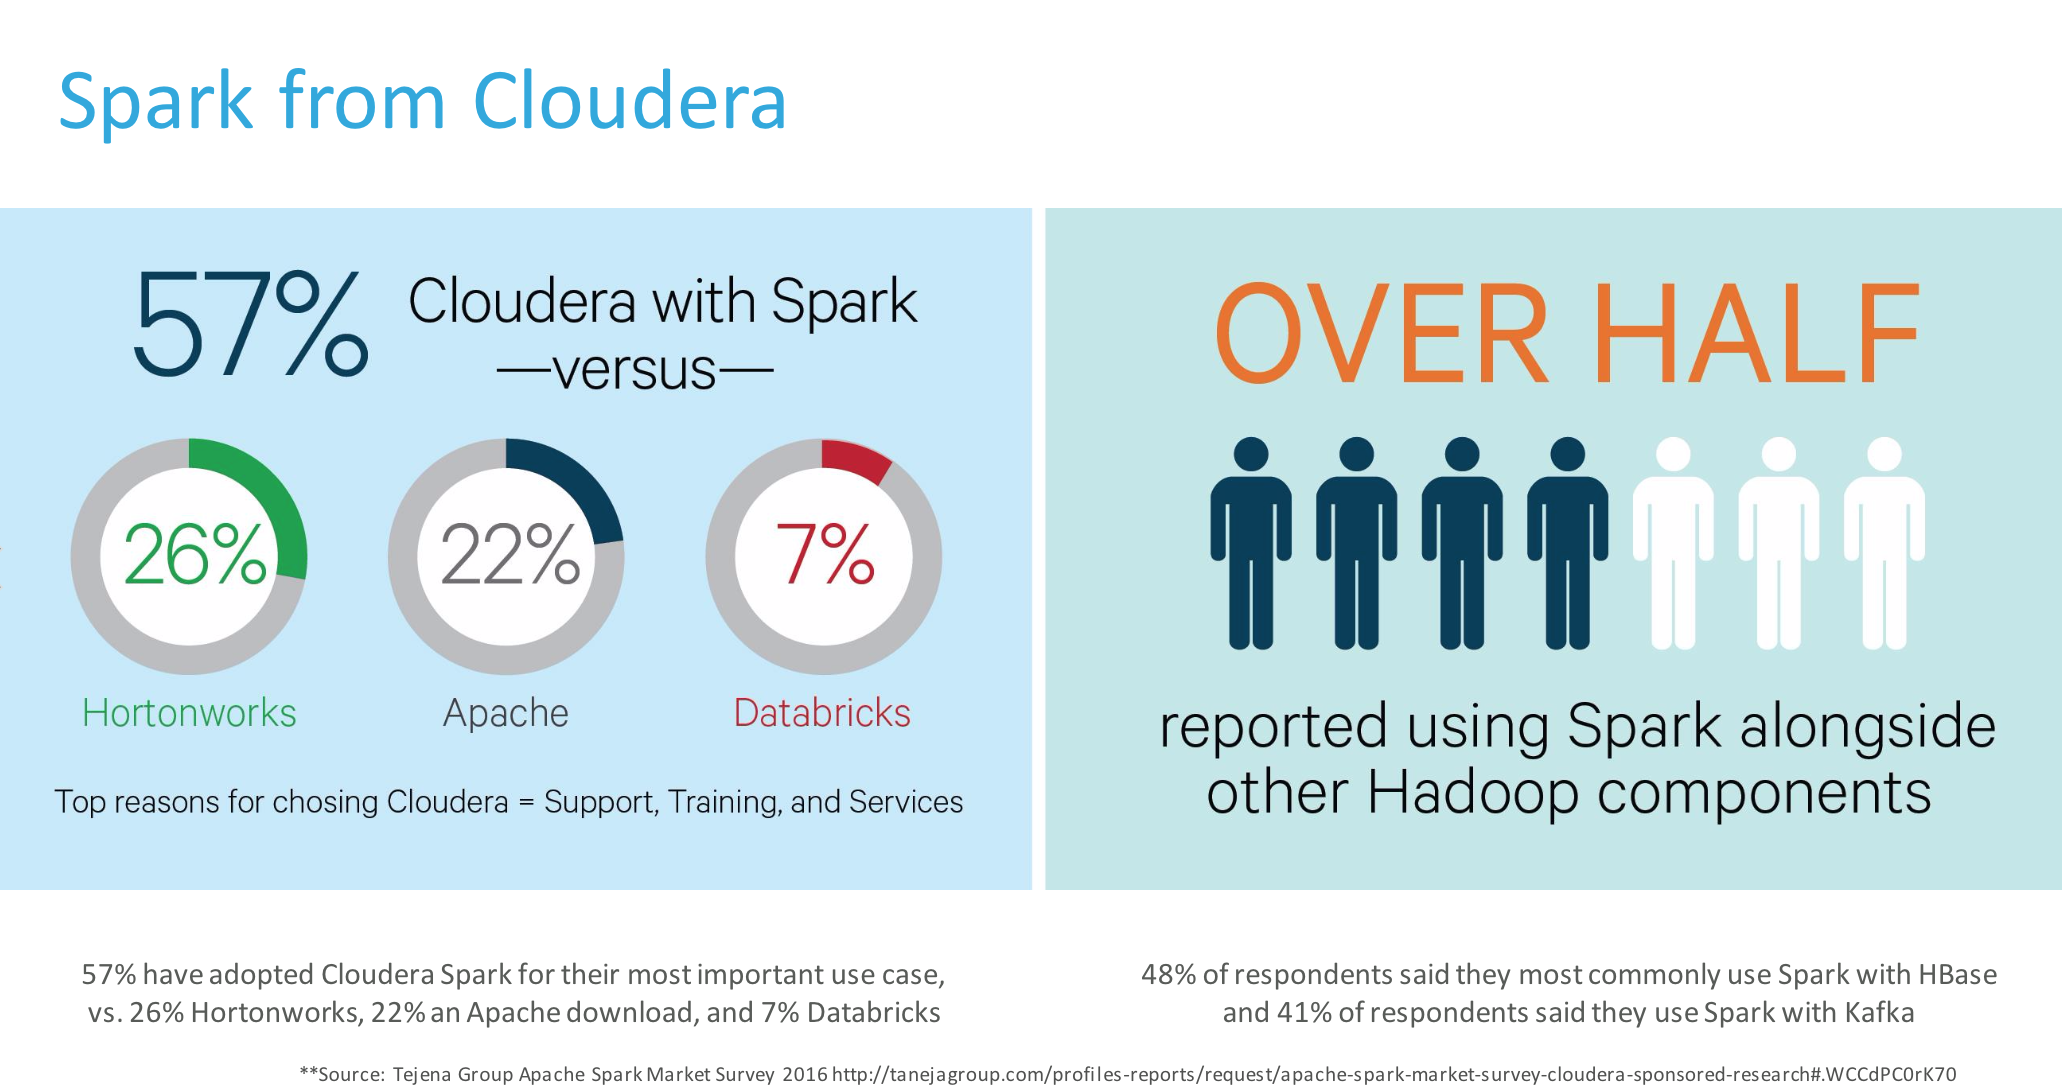 Spark from Cloudera
57%
Cloudera with Spark
—versus—
26%
Hortonworks
22%
Apache
7%
Databricks
Top reasons for chosing Cloudera = Support, Training, and Services
57% have adopted Cloudera Spark for their most important use case,
vs. 26% Hortonworks, 22% an Apache download, and 7% Databricks
OVER HALF
reported using Spark alongside
other Hadoop components
48% of respondents said they most commonly use Spark with HBase
and 41% of respondents said they use Spark with Kafka
**Source: Tejena Group Apache Spark Market Survey 2016 http://tanejagroup.com/profiles-reports/request/apache-spark-market-survey-cloudera-sponsored-research#.WCCdPC0rK70